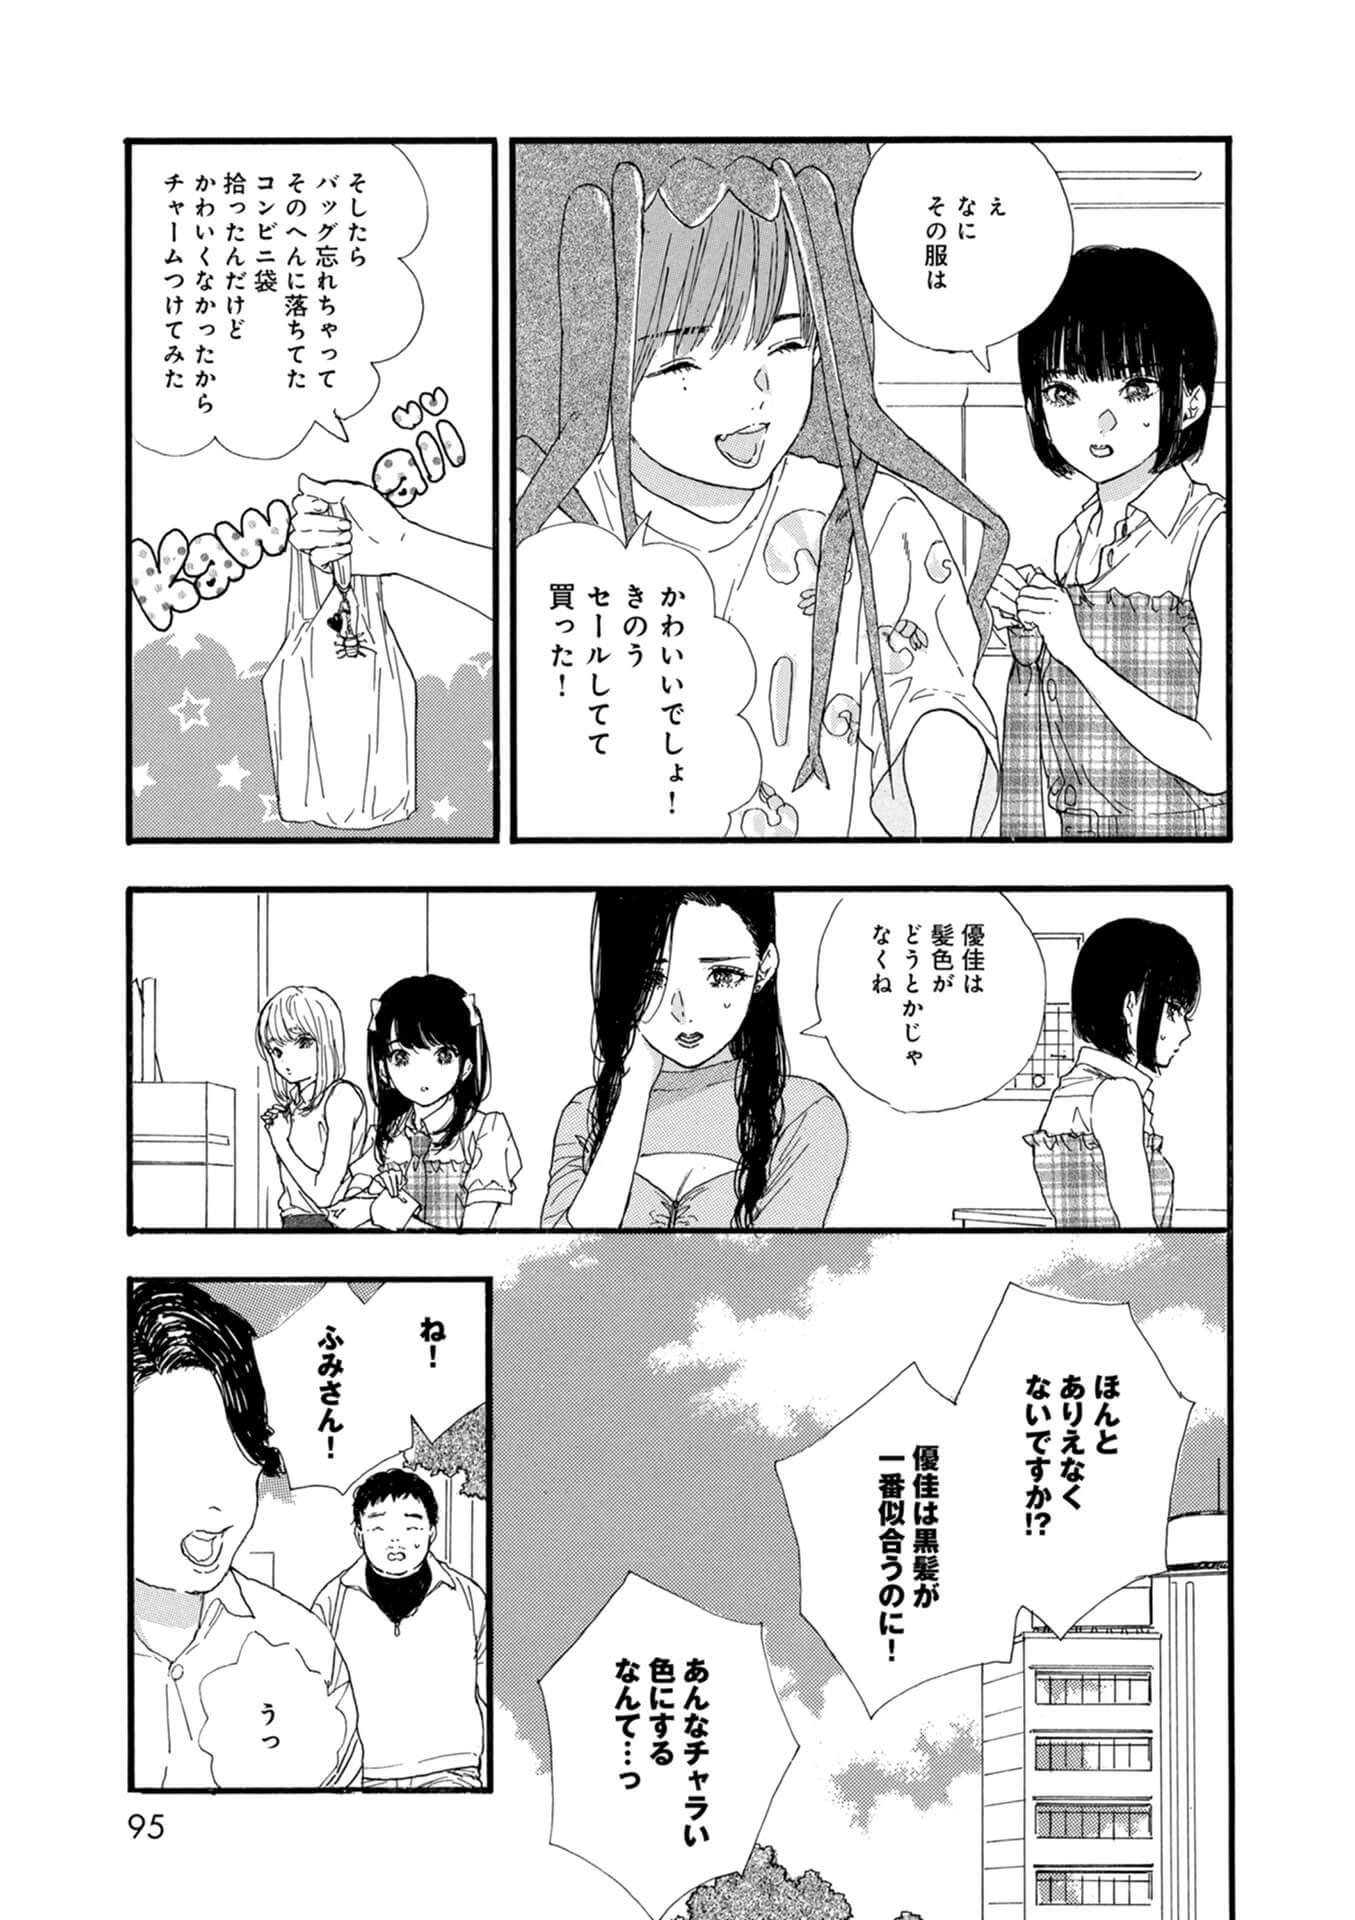 え
なに
その服は
かわいいでしょ！
きのう
セールしてて
買った！
そしたら
バッグ忘れちゃって
そのへんに落ちてた
コンビニ袋
拾ったんだけど
かわいくなかったから
チャームつけてみた
Kawaii
優佳は
髪色が
どうとかじゃ
なくね
ほんと
ありえなく
ないですか!?
優佳は黒髪が
一番似合うのに！
あんなチャラい
色にする
なんて…っ
ね！
ふみさん！
うっ
95